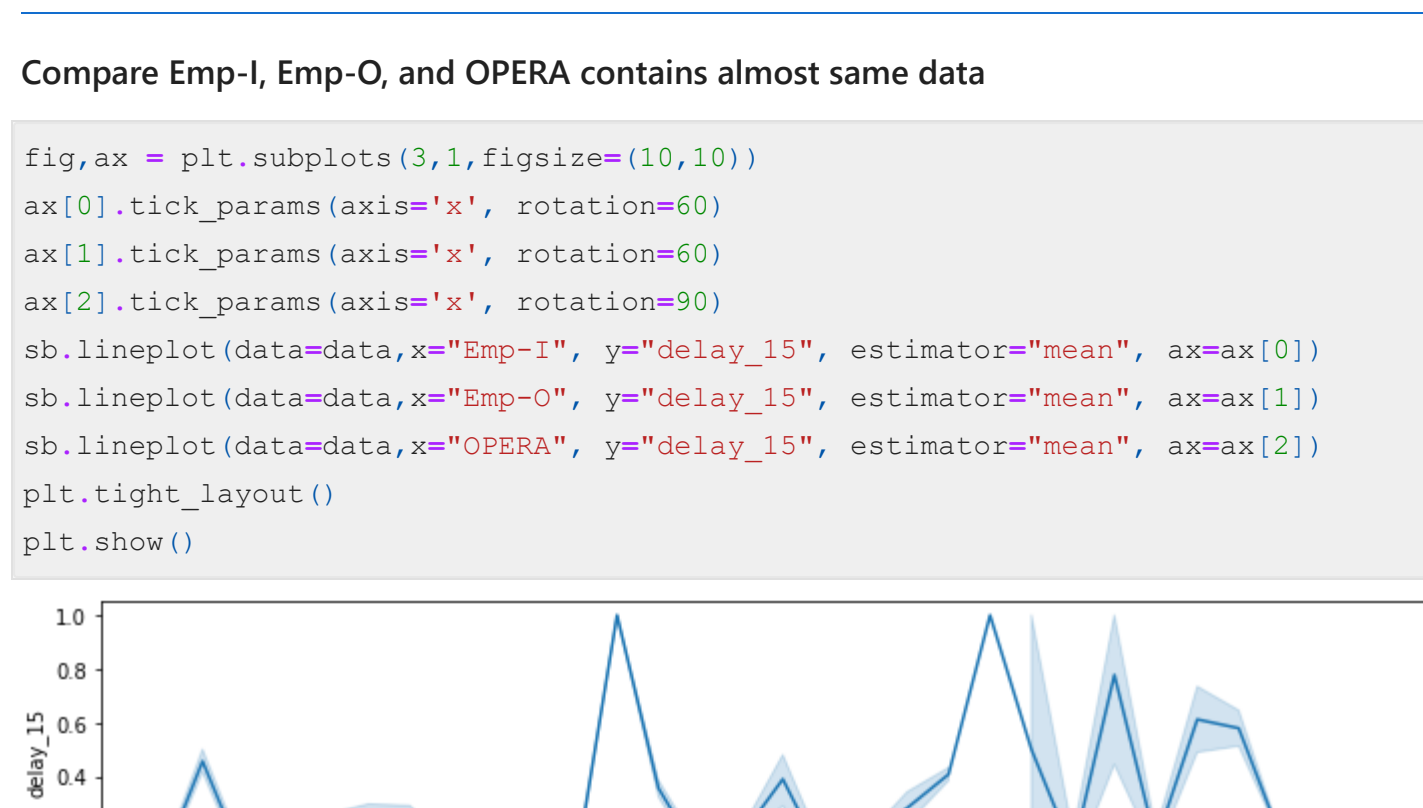 Compare Emp-I, Emp-O, and OPERA contains almost same data
fig,ax = plt.subplots(3,1,figsize=(10,10))
ax[0].tick_params(axis='x', rotation=60)
ax[1].tick_params(axis='x', rotation=60)
ax[2].tick_params(axis='x', rotation=90)
sb.lineplot(data=data,x="Emp-I", y="delay_15", estimator="mean", ax=ax[0])
sb.lineplot(data=data,x="Emp-O", y="delay_15", estimator="mean", ax=ax[1])
sb.lineplot(data=data,x="OPERA", y="delay_15", estimator="mean", ax=ax[2])
plt.tight_layout()
plt.show()
1.0
0.8
0.6
0.4
delay_15